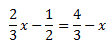 2/3 x − 1/2 = 4/3 − x